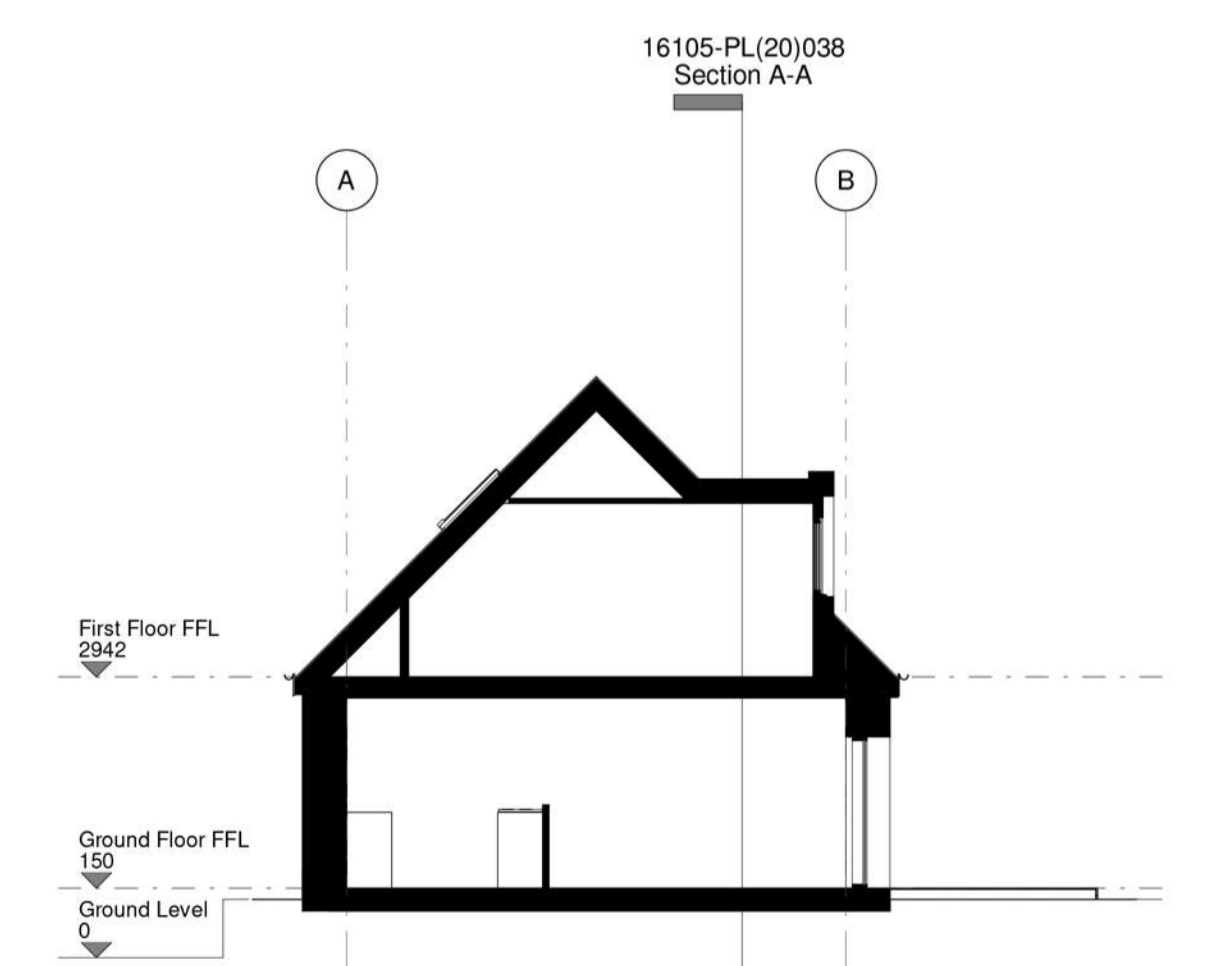 16105-PL(20)038
Section A-A
A
B
First Floor FFL
2942
Ground Floor FFL
150
Ground Level
0